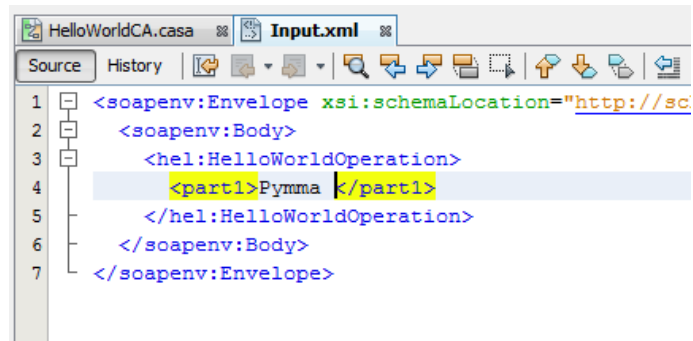 HelloWorldCA.casa Input.xml
Source History
1 <soapenv:Envelope xsi:schemaLocation="http://sc
2 <soapenv:Body>
3 <hel:HelloWorldOperation>
4 <part1>Pymma </part1>
5 </hel:HelloWorldOperation>
6 </soapenv:Body>
7 </soapenv:Envelope>